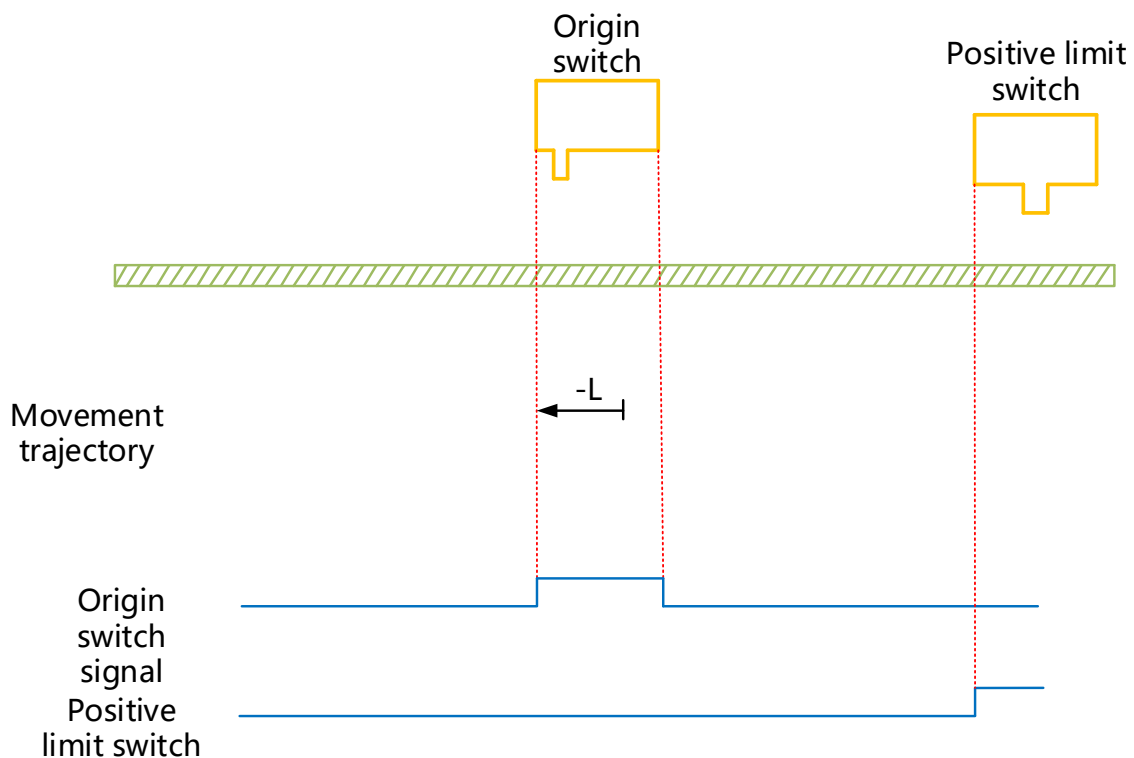 Origin
switch
Positive limit
switch
-L
Movement
trajectory
Origin
switch
signal
Positive
limit switch